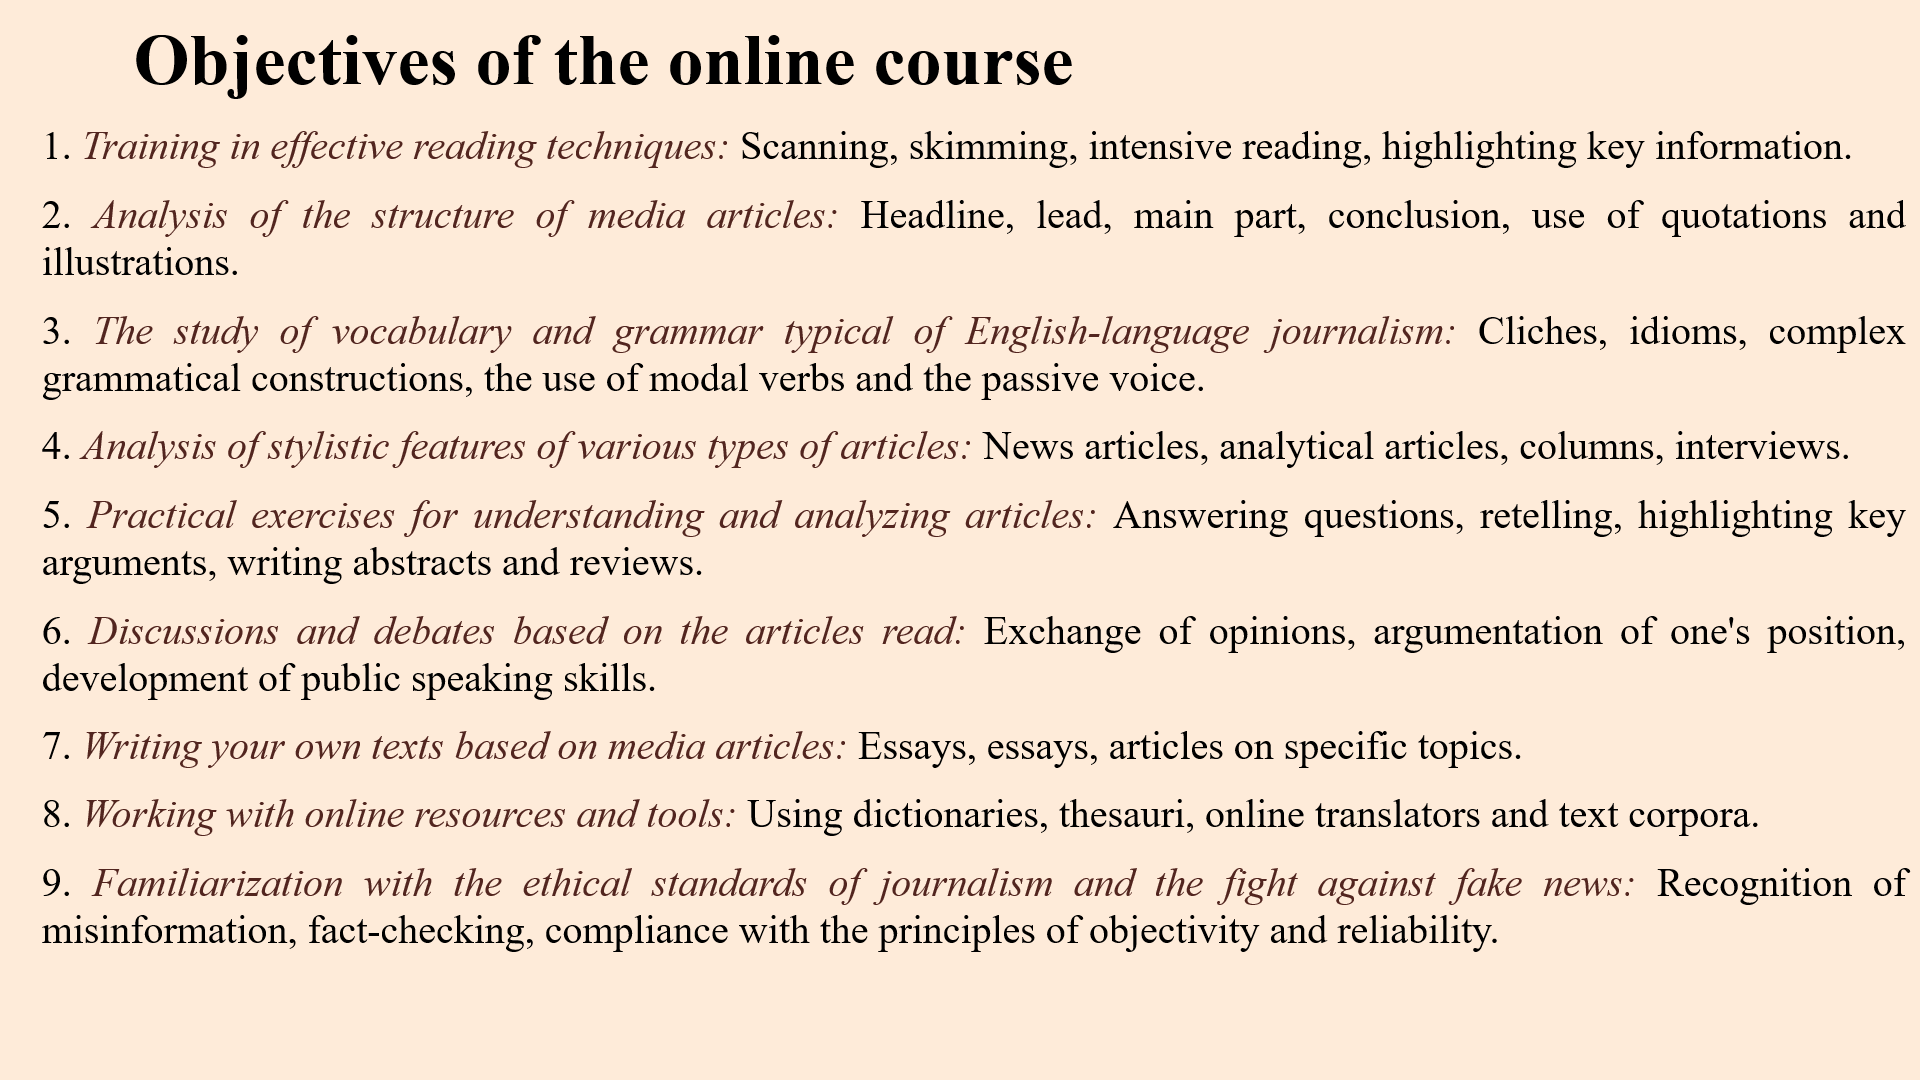 Objectives of the online course
1. Training in effective reading techniques: Scanning, skimming, intensive reading, highlighting key information.
2. Analysis of the structure of media articles: Headline, lead, main part, conclusion, use of quotations and
illustrations.
3. The study of vocabulary and grammar typical of English-language journalism: Cliches, idioms, complex
grammatical constructions, the use of modal verbs and the passive voice.
4. Analysis of stylistic features of various types of articles: News articles, analytical articles, columns, interviews.
5. Practical exercises for understanding and analyzing articles: Answering questions, retelling, highlighting key
arguments, writing abstracts and reviews.
6. Discussions and debates based on the articles read: Exchange of opinions, argumentation of one's position,
development of public speaking skills.
7. Writing your own texts based on media articles: Essays, essays, articles on specific topics.
8. Working with online resources and tools: Using dictionaries, thesauri, online translators and text corpora.
9. Familiarization with the ethical standards of journalism and the fight against fake news: Recognition of
misinformation, fact-checking, compliance with the principles of objectivity and reliability.